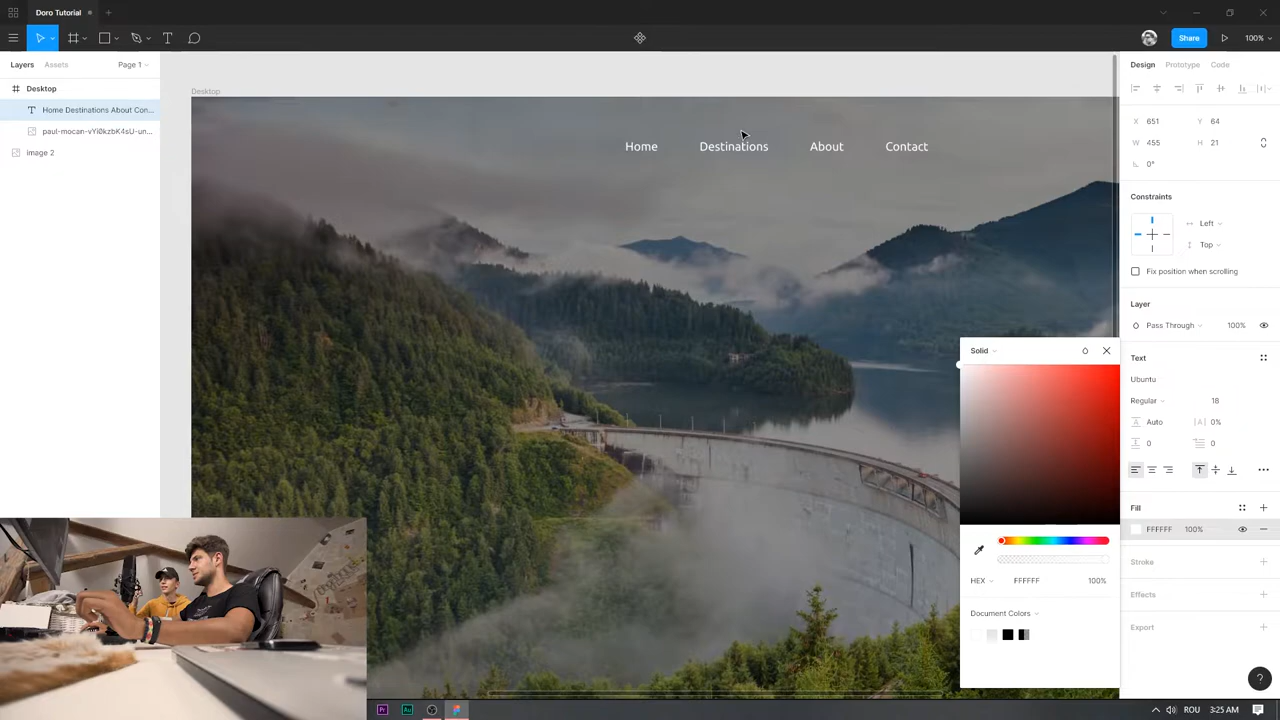 Doro Tutorial
Share
100%
Layers
Assets
Page 1
Design
Prototype
Code
Desktop
Home Destinations About Con...
paul-mocan-vYi0kzbK4sU-un...
image 2
Desktop
Home Destinations About Contact
X 651 Y 64
W 455 H 21
0°
Constraints
Left
Top
Fix position when scrolling
Layer
Pass Through 100%
Text
Ubuntu
Regular 18
Auto |A| 0%
0 0
Fill
FFFFFF 100%
Stroke
Effects
Export
Solid
HEX FFFFFF 100%
Document Colors
?
Pr Au ROU 3:25 AM